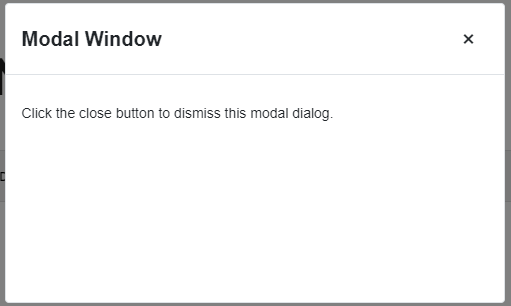 Modal Window
×
Click the close button to dismiss this modal dialog.